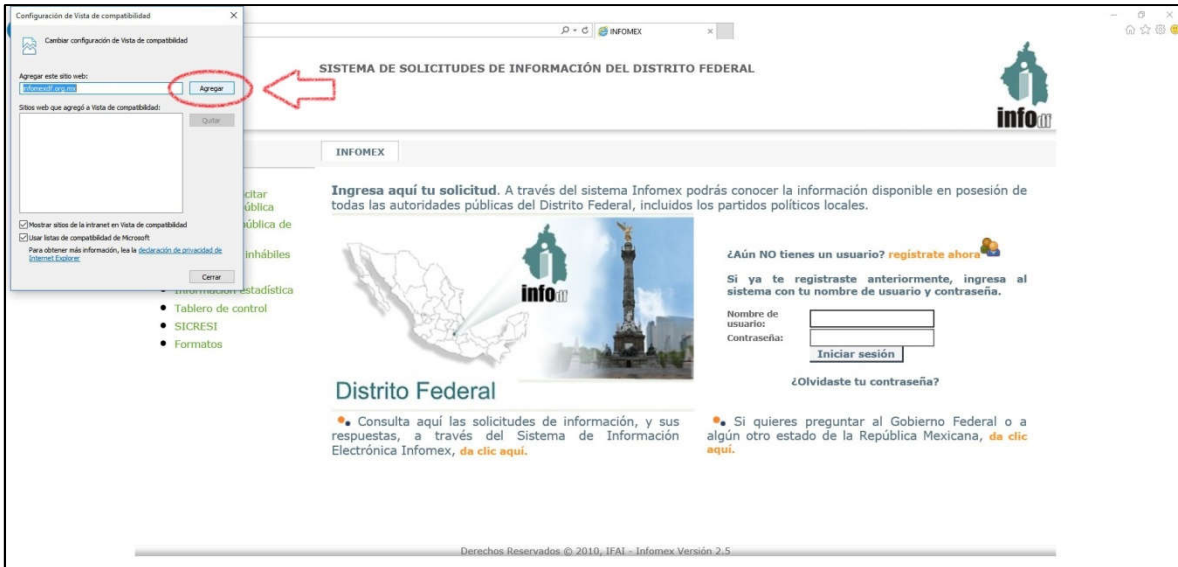 Configuración de Vista de compatibilidad
Cambiar configuración de Vista de compatibilidad
Agregar este sitio web:
infomexdf.org.mx
Agregar
Sitios web que agregó a Vista de compatibilidad:
Quitar
Mostrar sitios de la intranet en Vista de compatibilidad
Usar listas de compatibilidad de Microsoft
Para obtener más información, lea la declaración de privacidad de
Internet Explorer
Cerrar
INFOMEX
SISTEMA DE SOLICITUDES DE INFORMACIÓN DEL DISTRITO FEDERAL
infodf
INFOMEX
citar
ública
ública de
inhábiles
Información estadística
Tablero de control
SICRESI
Formatos
Ingresa aquí tu solicitud. A través del sistema Infomex podrás conocer la información disponible en posesión de
todas las autoridades públicas del Distrito Federal, incluidos los partidos políticos locales.
infodf
Distrito Federal
¿Aún NO tienes un usuario? regístrate ahora
Si ya te registraste anteriormente, ingresa al
sistema con tu nombre de usuario y contraseña.
Nombre de
usuario:
Contraseña:
Iniciar sesión
¿Olvidaste tu contraseña?
Consulta aquí las solicitudes de información, y sus
respuestas, a través del Sistema de Información
Electrónica Infomex, da clic aquí.
Si quieres preguntar al Gobierno Federal o a
algún otro estado de la República Mexicana, da clic
aquí.
Derechos Reservados © 2010, IFAI - Infomex Versión 2.5